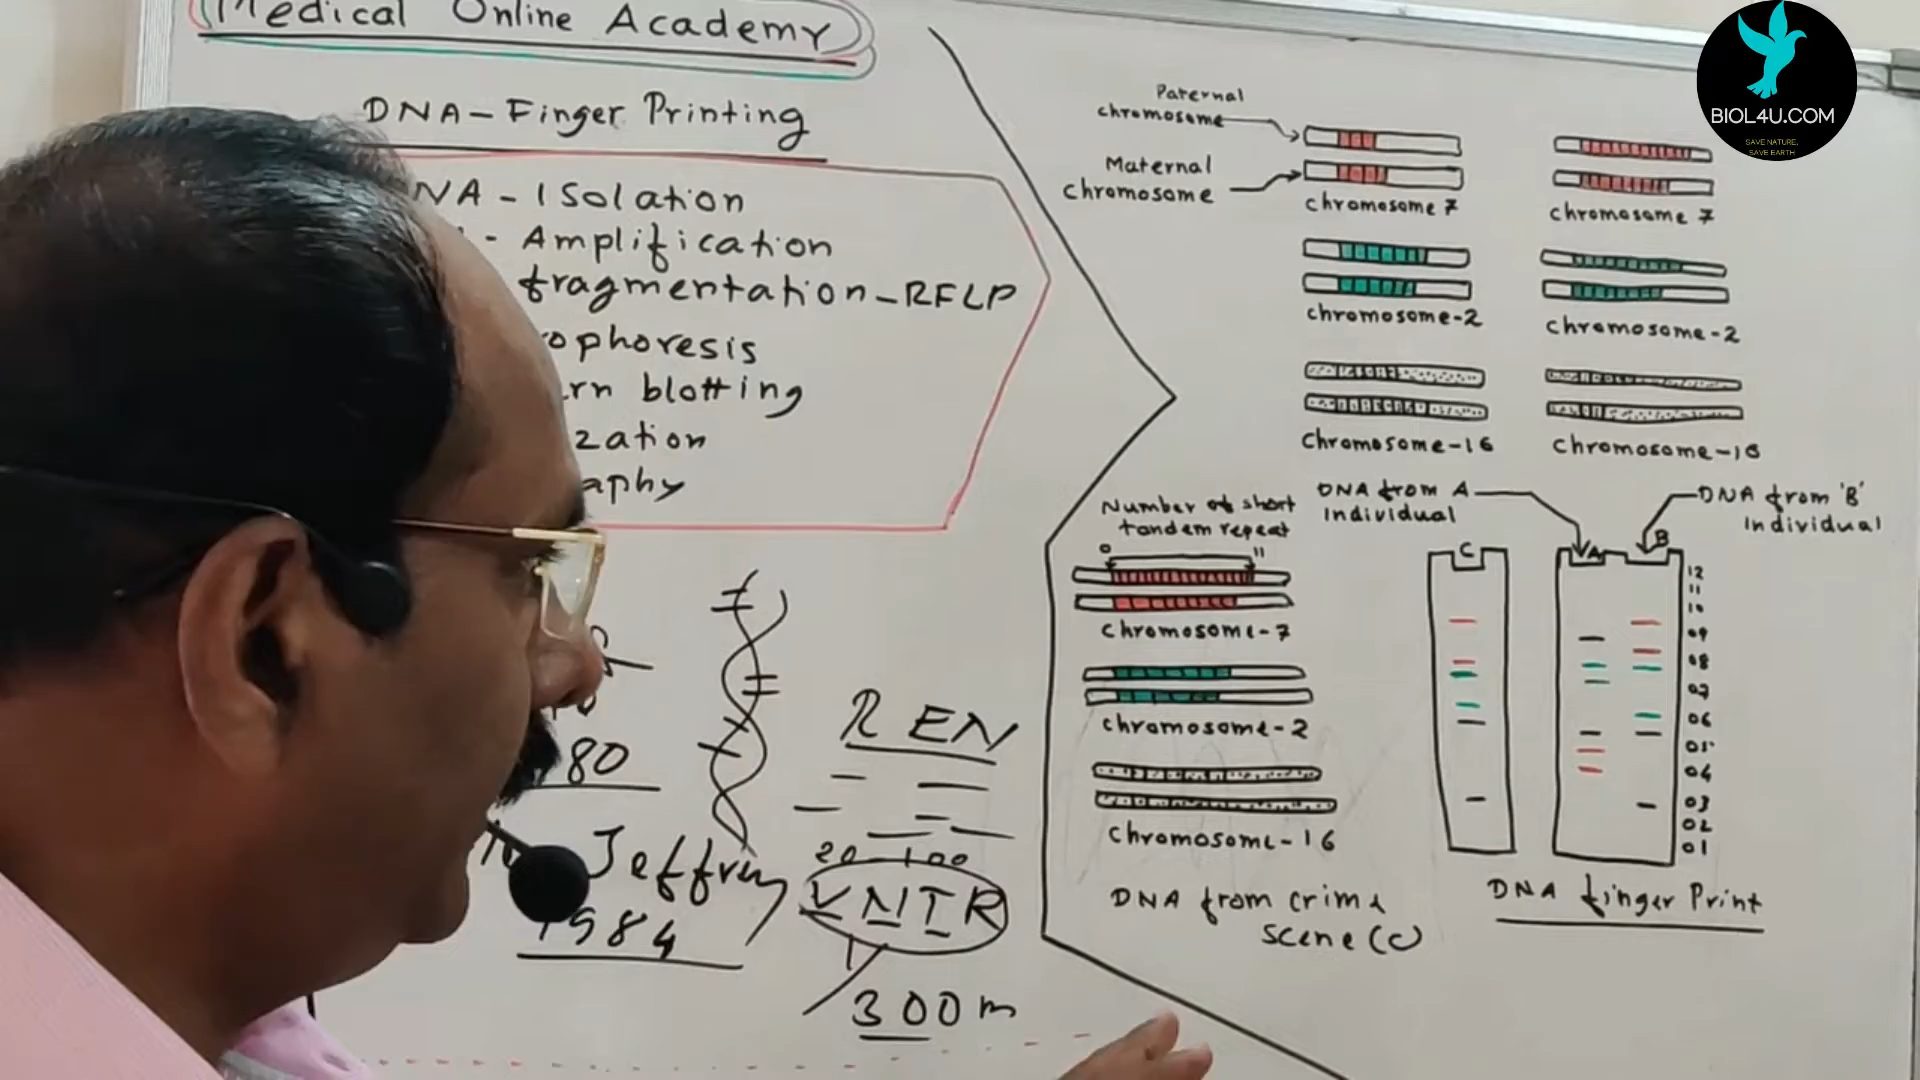 Medical Online Academy
DNA-Finger Printing
NA - Isolation
- Amplification
fragmentation-RFLP
ophoresis
rn blotting
zation
aphy
80
Jeffrey
1984
REN
20-100
VNTR
300 m
Paternal
chromosome
Maternal
chromosome
chromosome 7
chromosome-2
chromosome-16
chromosome 7
chromosome-2
chromosome-16
Number of short
tandem repeat
0 11
chromosome-7
chromosome-2
chromosome-16
DNA from crime
scene (C)
DNA from A
individual
DNA from 'B'
individual
C A B
12
11
10
09
08
07
06
05
04
03
02
01
DNA finger Print
BIOL4U.COM
SAVE NATURE,
SAVE EARTH